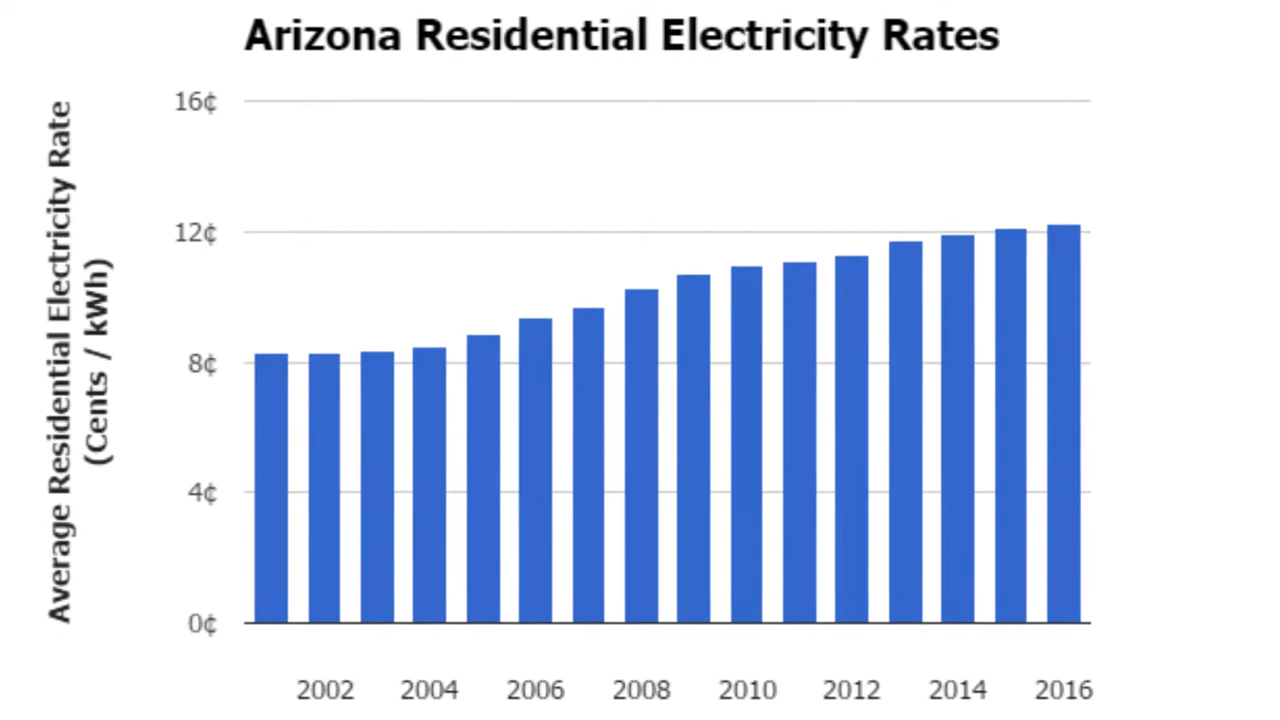 Arizona Residential Electricity Rates
Average Residential Electricity Rate
(Cents / kWh)
16¢
12¢
8¢
4¢
0¢
2002 2004 2006 2008 2010 2012 2014 2016